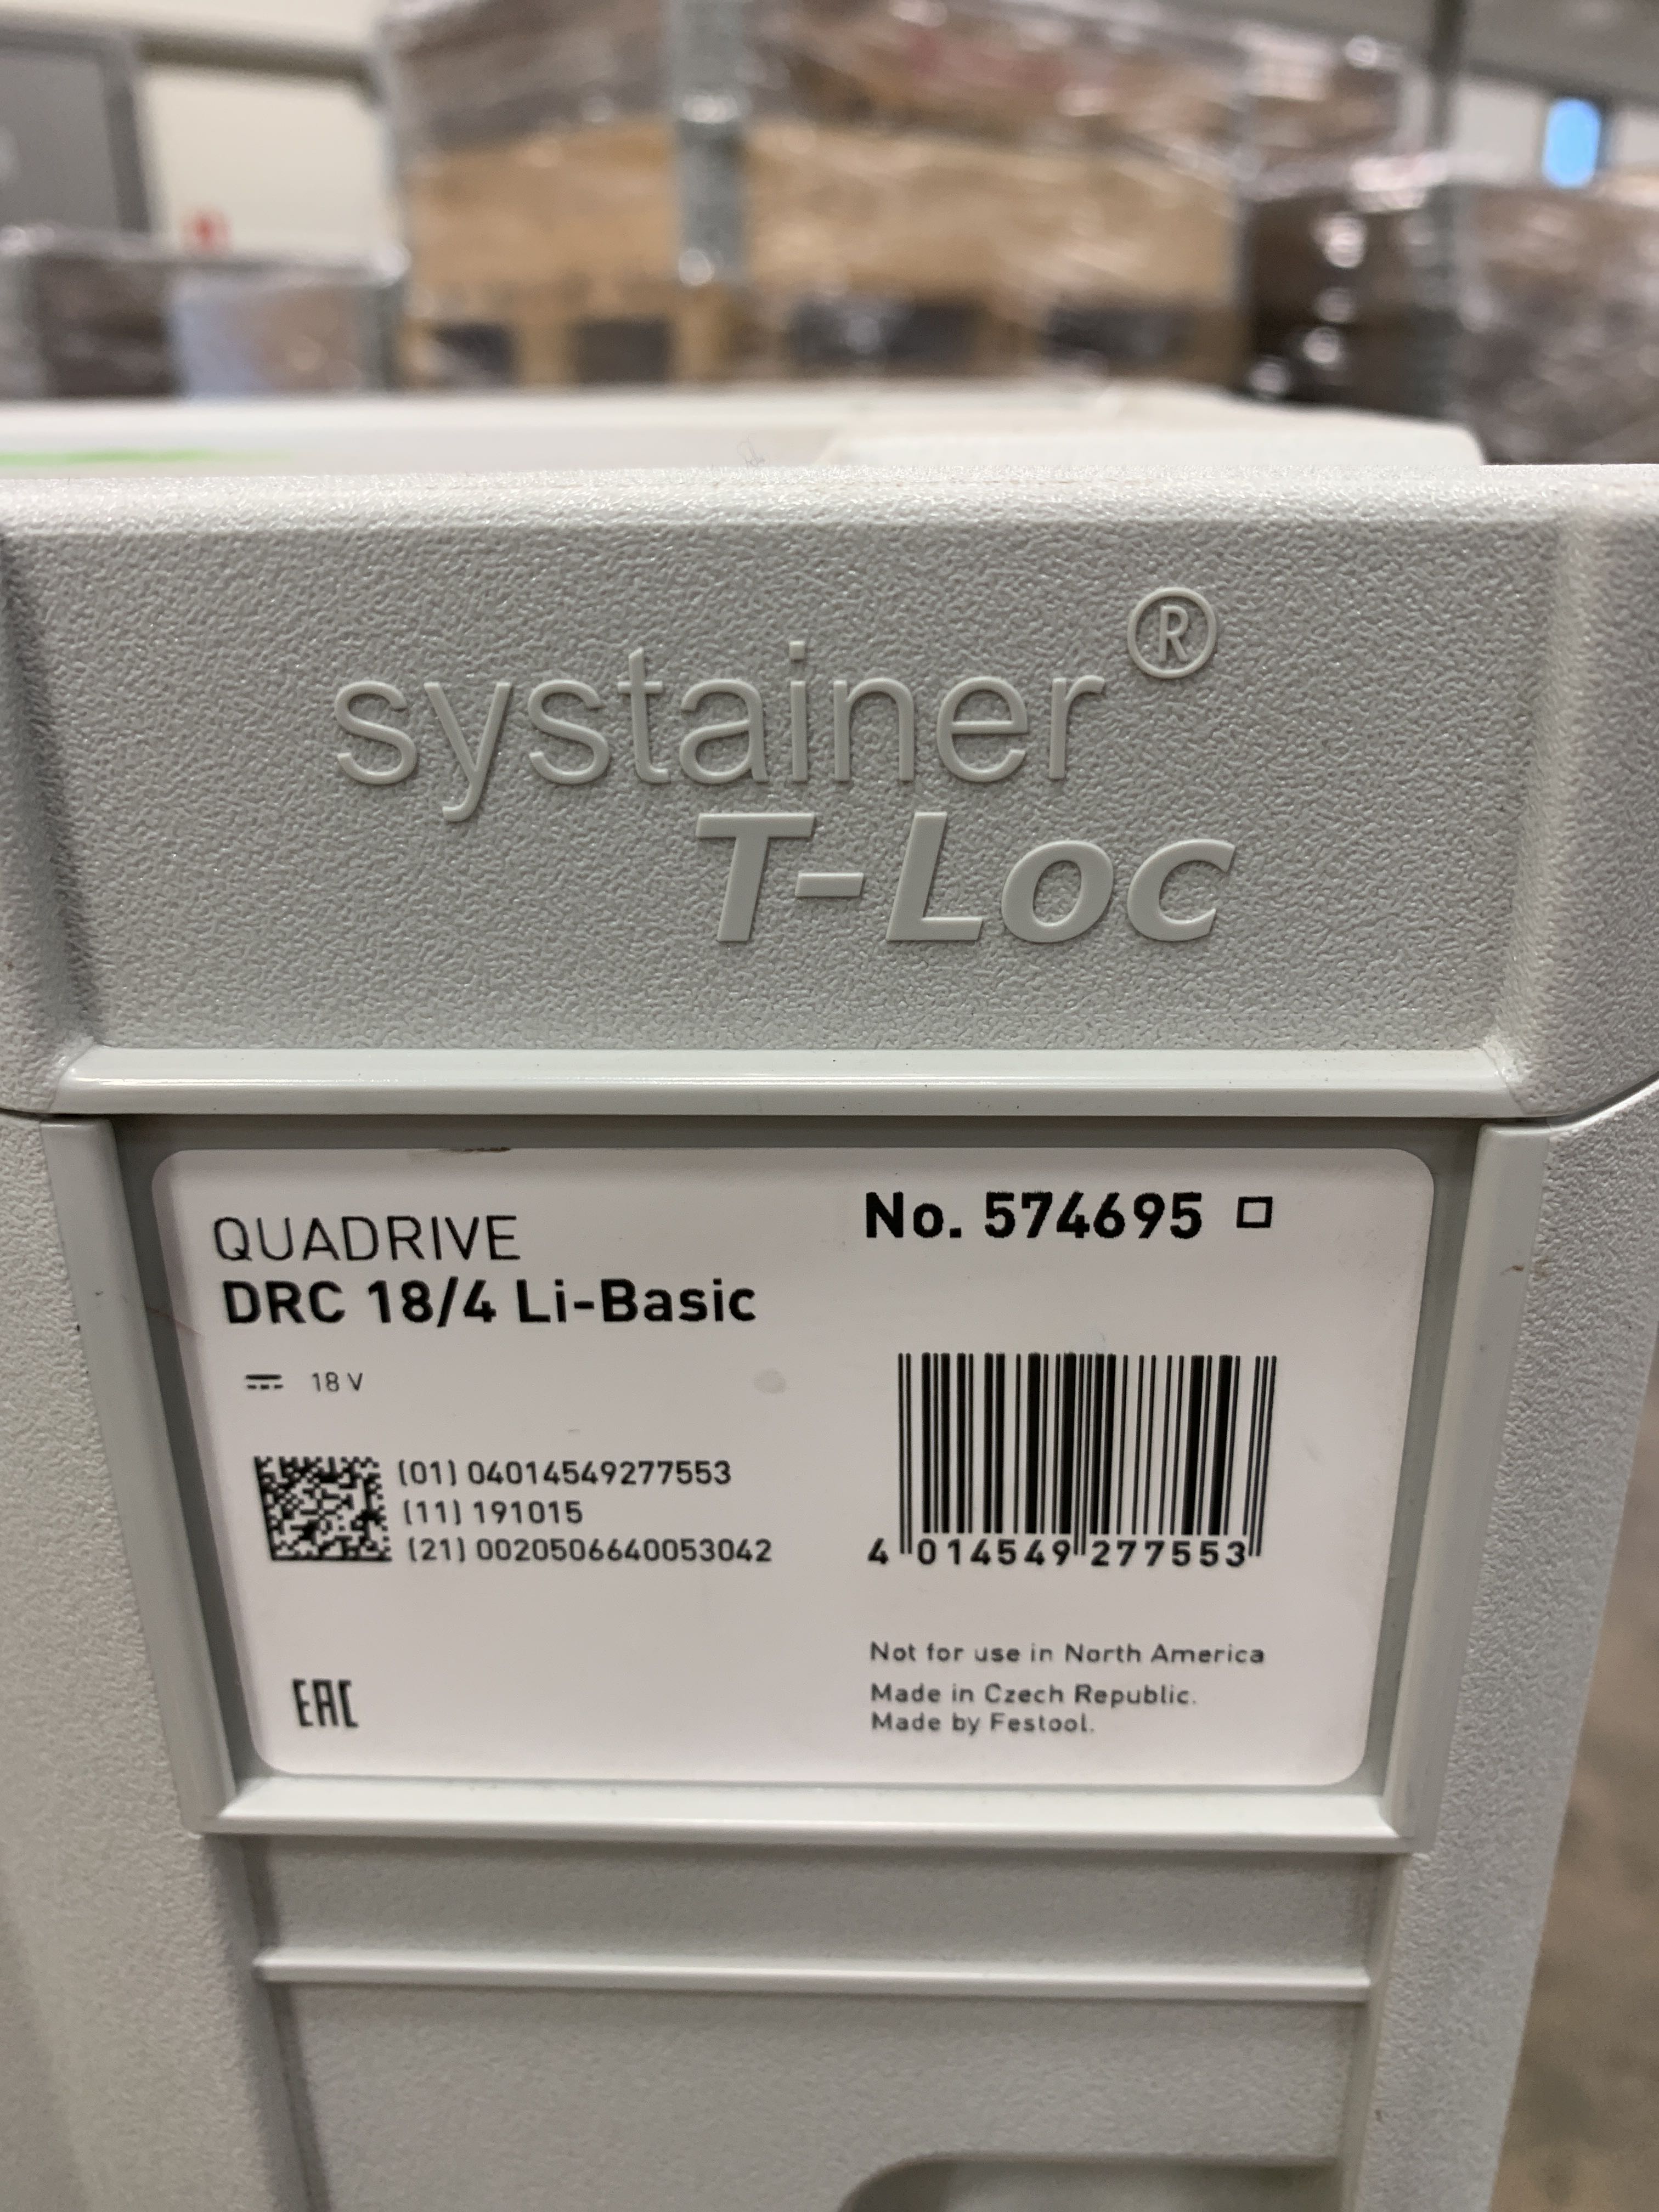 systainer®
T-Loc
QUADRIVE
DRC 18/4 Li-Basic
18 V
(01) 04014549277553
(11) 191015
(21) 0020506640053042
EAC
No. 574695
4 014549 277553
Not for use in North America
Made in Czech Republic.
Made by Festool.